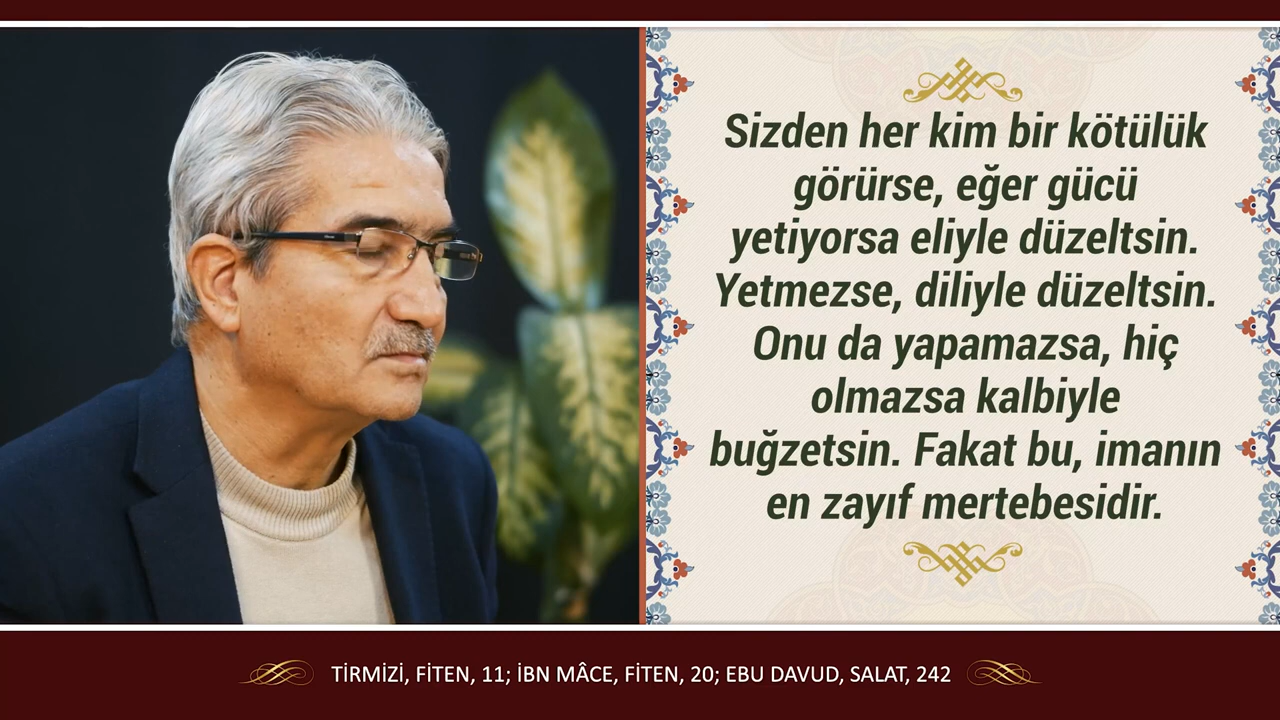 Sizden her kim bir kötülük
görürse, eğer gücü
yetiyorsa eliyle düzeltsin.
Yetmezse, diliyle düzeltsin.
Onu da yapamazsa, hiç
olmazsa kalbiyle
buğzetsin. Fakat bu, imanın
en zayıf mertebesidir.
TİRMİZİ, FİTEN, 11; İBN MÂCE, FİTEN, 20; EBU DAVUD, SALAT, 242